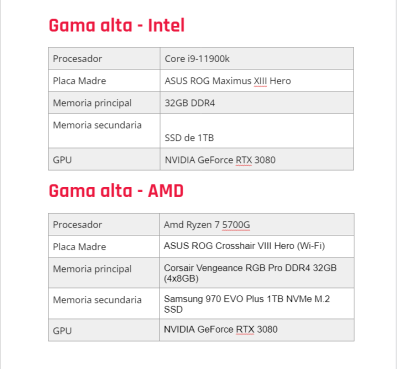 Gama alta - Intel
Procesador Core i9-11900k
Placa Madre ASUS ROG Maximus XIII Hero
Memoria principal 32GB DDR4
Memoria secundaria
SSD de 1TB
GPU NVIDIA GeForce RTX 3080
Gama alta - AMD
Procesador Amd Ryzen 7 5700G
Placa Madre ASUS ROG Crosshair VIII Hero (Wi-Fi)
Memoria principal Corsair Vengeance RGB Pro DDR4 32GB
(4x8GB)
Memoria secundaria Samsung 970 EVO Plus 1TB NVMe M.2
SSD
GPU NVIDIA GeForce RTX 3080